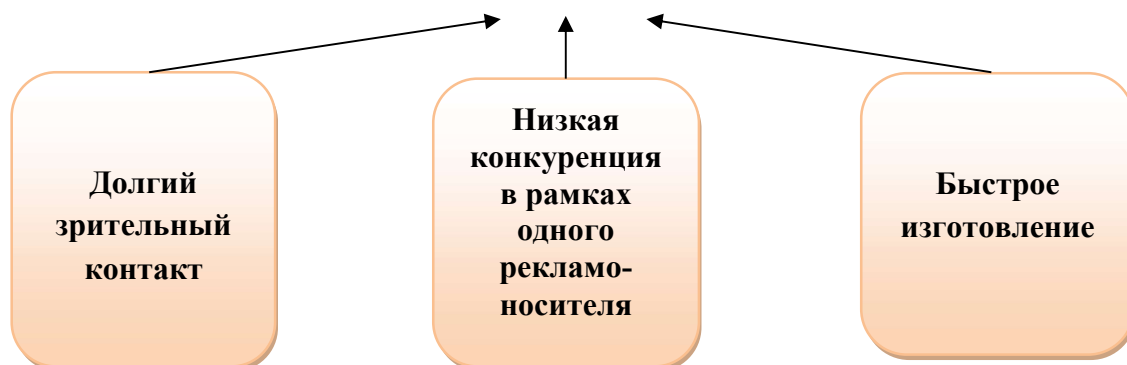 Долгий
зрительный
контакт
Низкая
конкуренция
в рамках
одного
рекламо-
носителя
Быстрое
изготовление